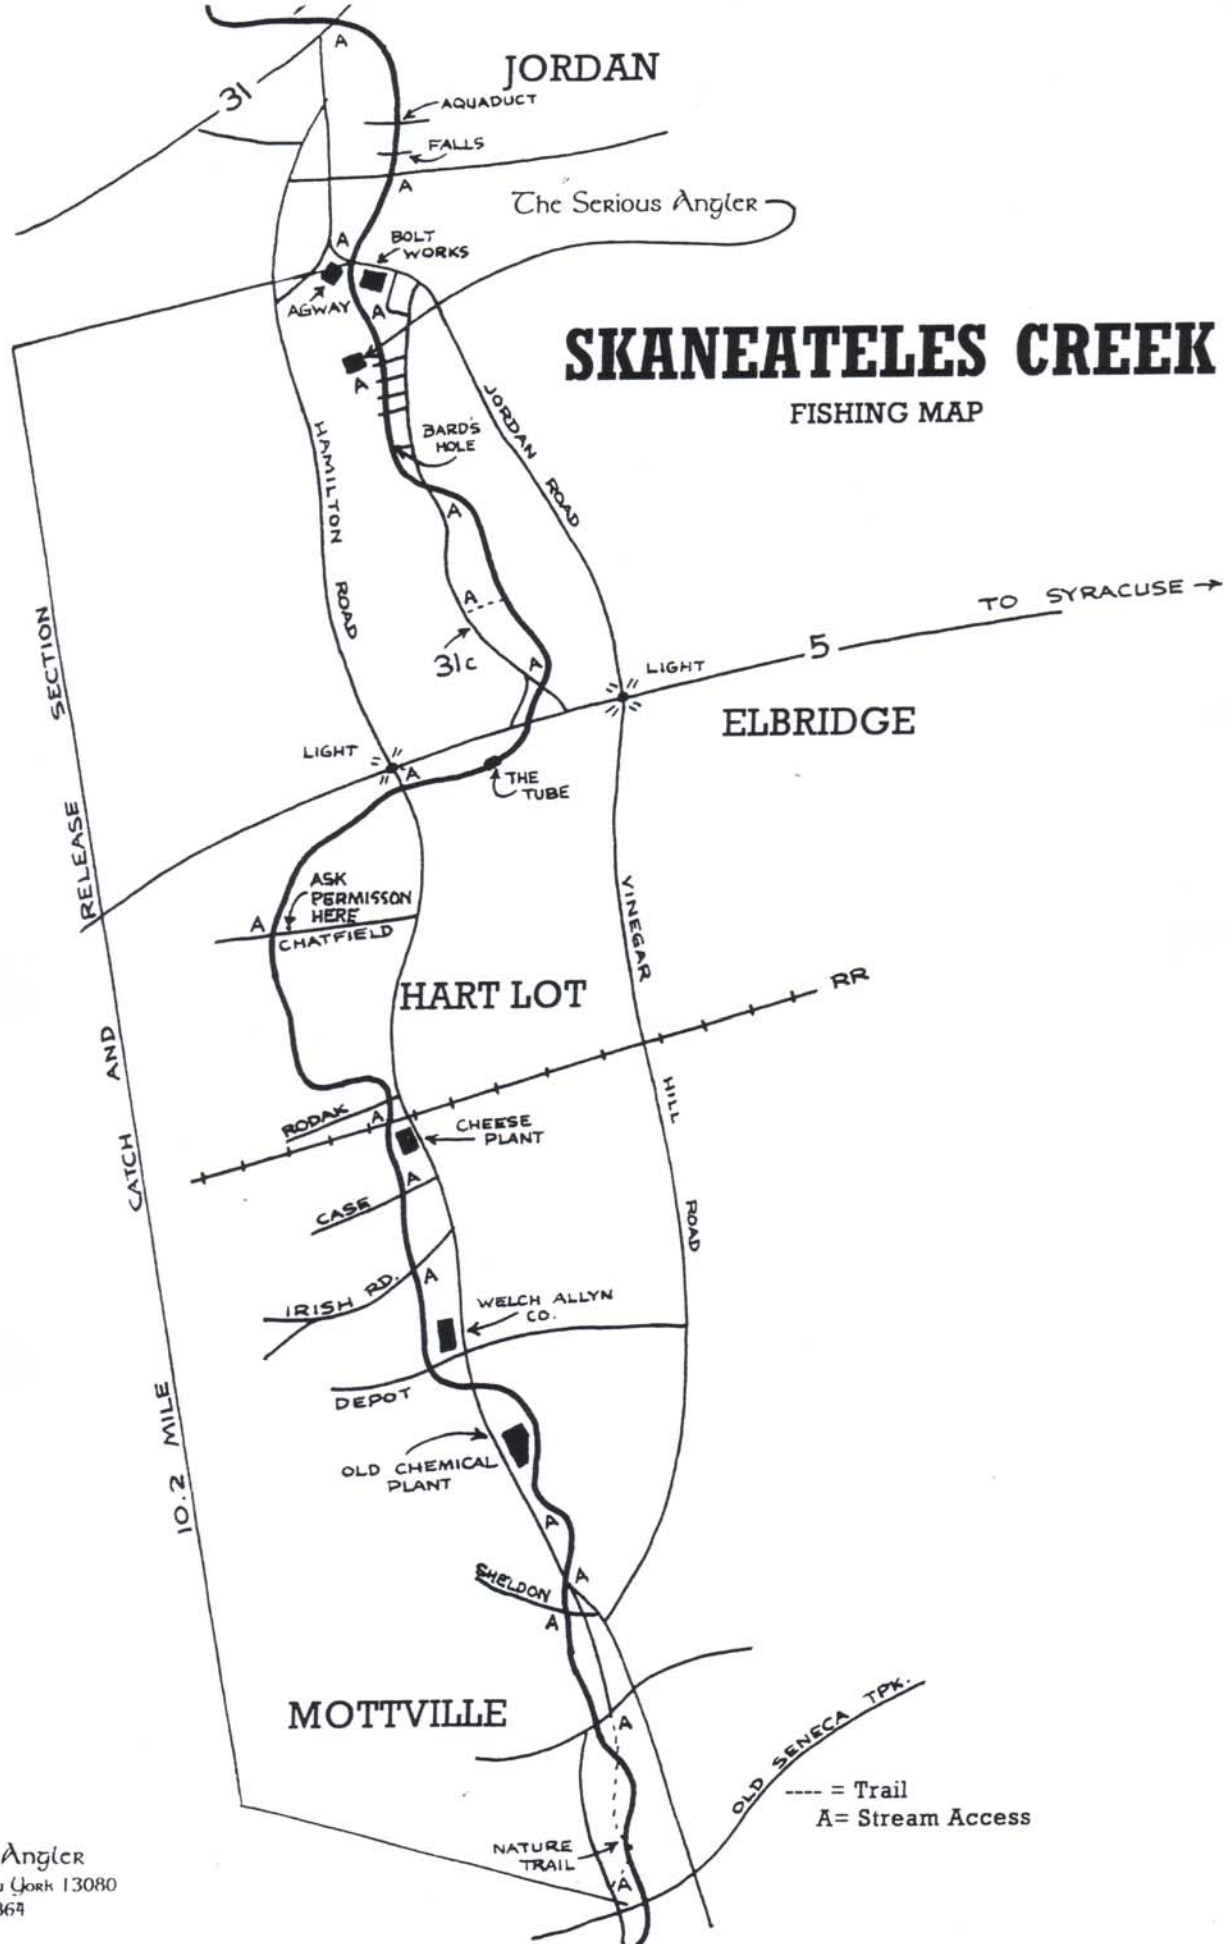 A
JORDAN
31
AQUADUCT
FALLS
A
The Serious Angler
A
BOLT
WORKS
AGWAY
A
SKANEATELES CREEK
FISHING MAP
A
JORDAN ROAD
BARD'S
HOLE
HAMILTON ROAD
A
A
TO SYRACUSE
31c
A
5
LIGHT
ELBRIDGE
LIGHT
A
THE
TUBE
ASK
PERMISSON
HERE
A
CHATFIELD
VINEGAR HILL ROAD
HART LOT
RR
10.2 MILE CATCH AND RELEASE SECTION
RODAK
A
CHEESE
PLANT
A
CASE
IRISH RD.
A
WELCH ALLYN
CO.
DEPOT
OLD CHEMICAL
PLANT
A
SHELDON
A
A
MOTTVILLE
A
OLD SENECA TPK.
---- = Trail
A= Stream Access
NATURE
TRAIL
A
Angler
York 13080
364